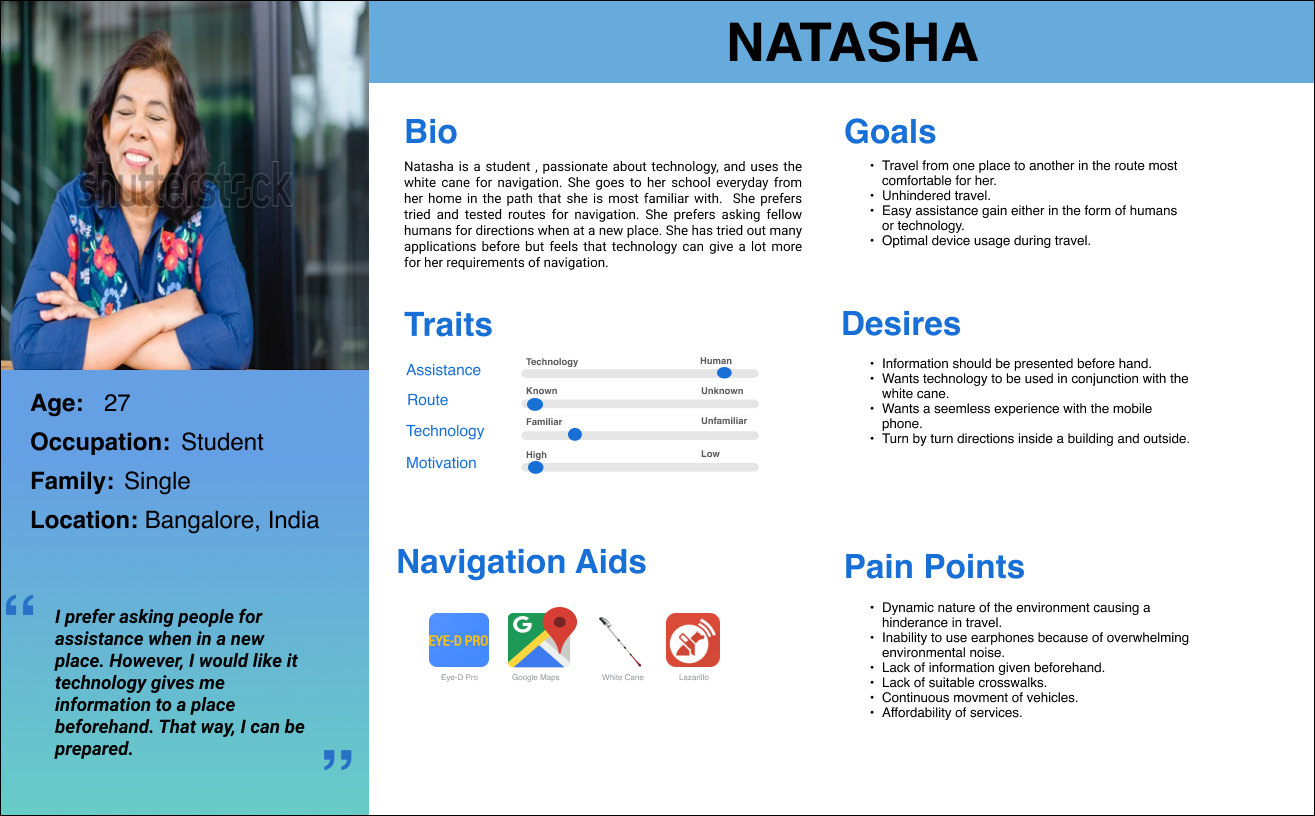 NATASHA
shutterstock
Age: 27
Occupation: Student
Family: Single
Location: Bangalore, India
“
I prefer asking people for
assistance when in a new
place. However, I would like it
technology gives me
information to a place
beforehand. That way, I can be
prepared.
”
Bio
Natasha is a student , passionate about technology, and uses the
white cane for navigation. She goes to her school everyday from
her home in the path that she is most familiar with. She prefers
tried and tested routes for navigation. She prefers asking fellow
humans for directions when at a new place. She has tried out many
applications before but feels that technology can give a lot more
for her requirements of navigation.
Traits
Assistance Technology Human
Route Known Unknown
Technology Familiar Unfamiliar
Motivation High Low
Navigation Aids
EYE-D PRO
G
Eye-D Pro Google Maps White Cane Lazarillo
Goals
• Travel from one place to another in the route most
comfortable for her.
• Unhindered travel.
• Easy assistance gain either in the form of humans
or technology.
• Optimal device usage during travel.
Desires
• Information should be presented before hand.
• Wants technology to be used in conjunction with the
white cane.
• Wants a seemless experience with the mobile
phone.
• Turn by turn directions inside a building and outside.
Pain Points
• Dynamic nature of the environment causing a
hinderance in travel.
• Inability to use earphones because of overwhelming
environmental noise.
• Lack of information given beforehand.
• Lack of suitable crosswalks.
• Continuous movment of vehicles.
• Affordability of services.